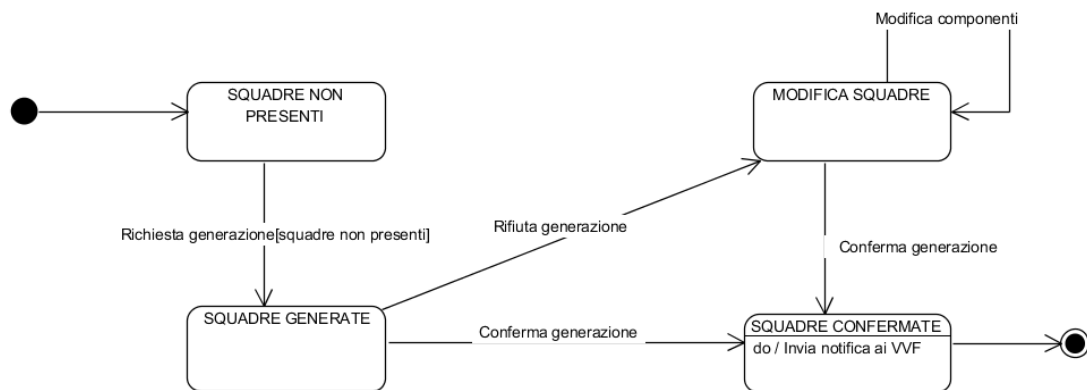 Modifica componenti
SQUADRE NON
PRESENTI
MODIFICA SQUADRE
Richiesta generazione[squadre non presenti]
Rifiuta generazione
Conferma generazione
SQUADRE GENERATE
Conferma generazione
SQUADRE CONFERMATE
do / Invia notifica ai VVF